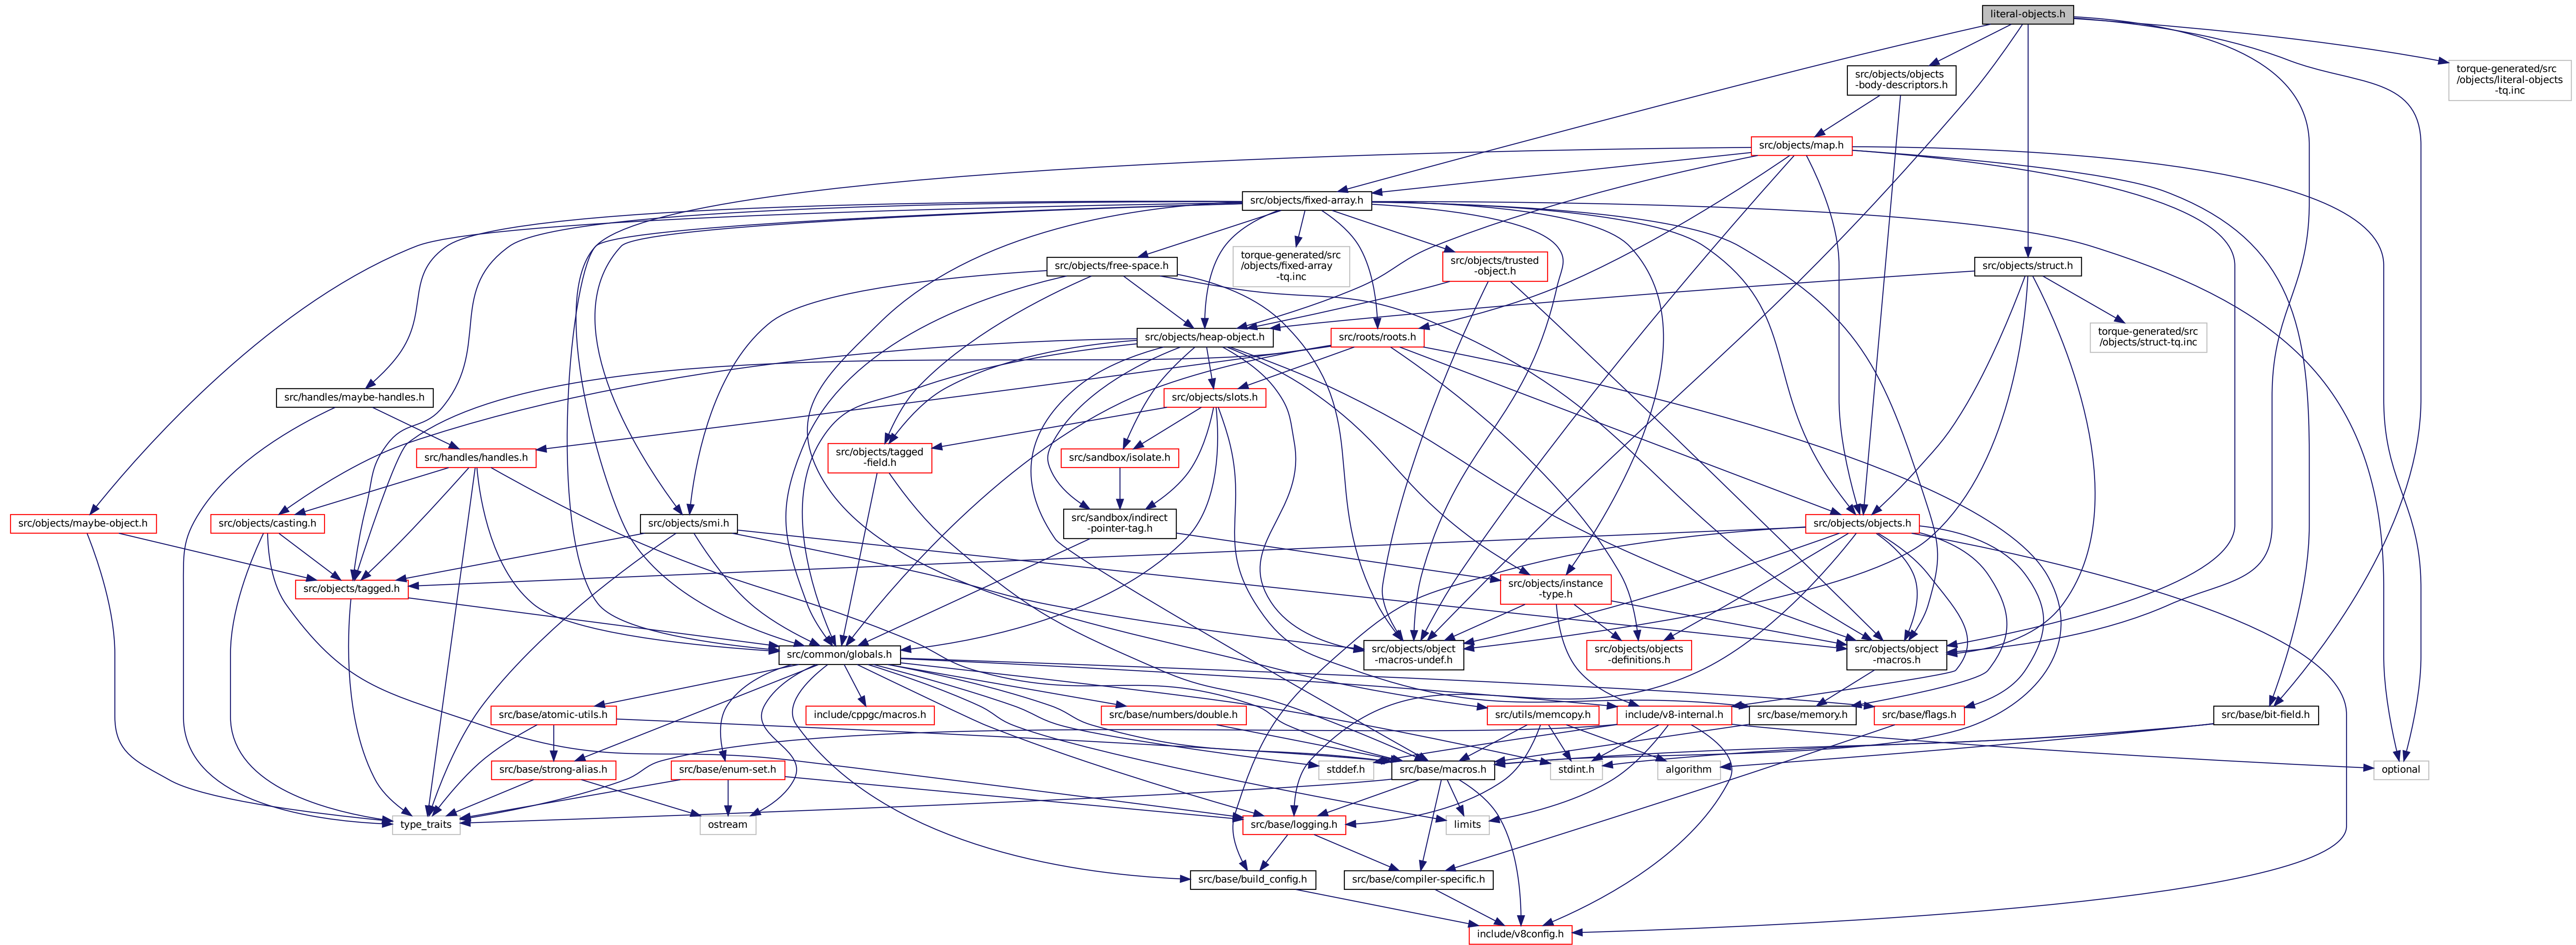 literal-objects.h
src/objects/objects
-body-descriptors.h
torque-generated/src
/objects/literal-objects
-tq.inc
src/objects/map.h
src/objects/fixed-array.h
src/objects/free-space.h
torque-generated/src
/objects/fixed-array
-tq.inc
src/objects/trusted
-object.h
src/objects/struct.h
src/objects/heap-object.h
src/roots/roots.h
torque-generated/src
/objects/struct-tq.inc
src/handles/maybe-handles.h
src/objects/slots.h
src/handles/handles.h
src/objects/tagged
-field.h
src/sandbox/isolate.h
src/objects/maybe-object.h
src/objects/casting.h
src/objects/smi.h
src/sandbox/indirect
-pointer-tag.h
src/objects/objects.h
src/objects/tagged.h
src/objects/instance
-type.h
src/common/globals.h
src/objects/object
-macros-undef.h
src/objects/objects
-definitions.h
src/objects/object
-macros.h
src/base/atomic-utils.h
include/cppgc/macros.h
src/base/numbers/double.h
src/utils/memcopy.h
include/v8-internal.h
src/base/memory.h
src/base/flags.h
src/base/bit-field.h
src/base/strong-alias.h
src/base/enum-set.h
stddef.h
src/base/macros.h
stdint.h
algorithm
optional
type_traits
ostream
src/base/logging.h
limits
src/base/build_config.h
src/base/compiler-specific.h
include/v8config.h